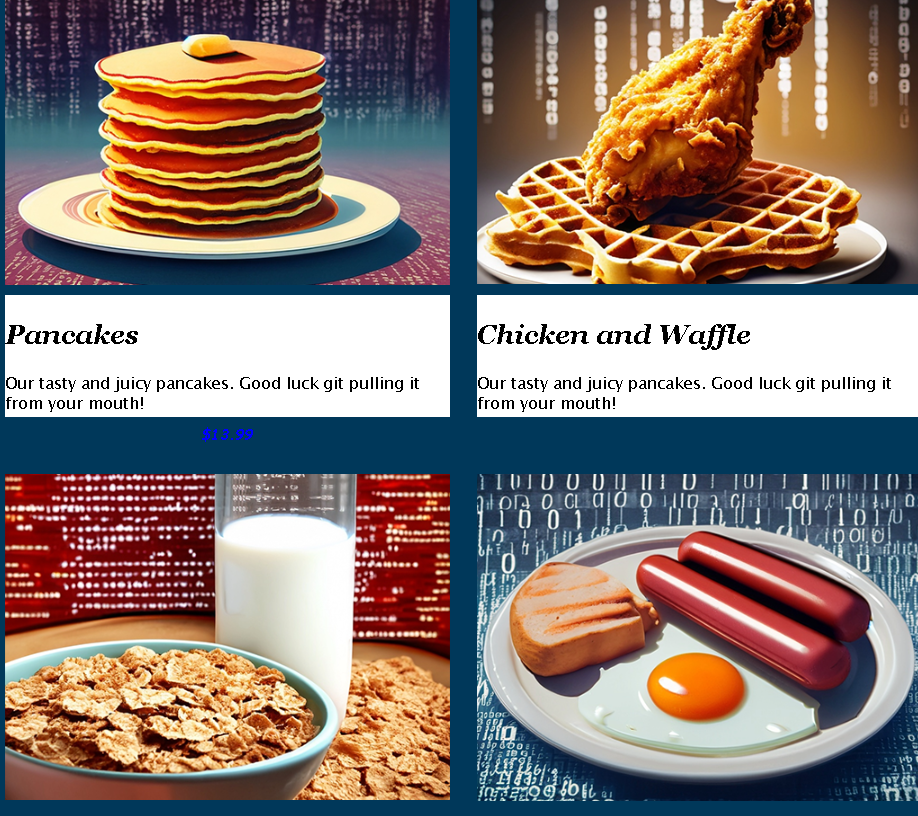 Pancakes
Our tasty and juicy pancakes. Good luck git pulling it
from your mouth!
$13.99
Chicken and Waffle
Our tasty and juicy pancakes. Good luck git pulling it
from your mouth!